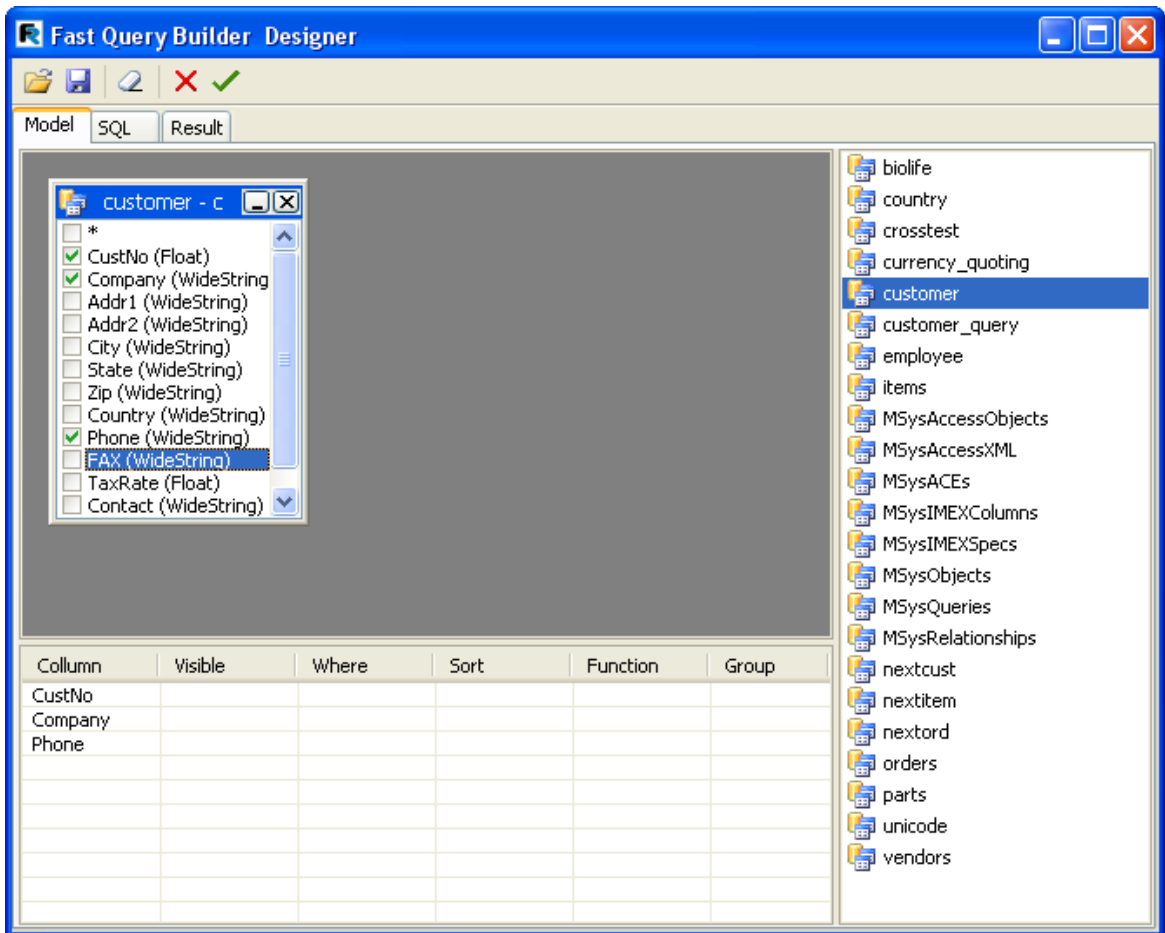 Fast Query Builder Designer
Model SQL Result
customer - c
*
CustNo (Float)
Company (WideString
Addr1 (WideString)
Addr2 (WideString)
City (WideString)
State (WideString)
Zip (WideString)
Country (WideString)
Phone (WideString)
FAX (WideString)
TaxRate (Float)
Contact (WideString)
biolife
country
crosstest
currency_quoting
customer
customer_query
employee
items
MSysAccessObjects
MSysAccessXML
MSysACEs
MSysIMEXColumns
MSysIMEXSpecs
MSysObjects
MSysQueries
MSysRelationships
nextcust
nextitem
nextord
orders
parts
unicode
vendors
Collumn Visible Where Sort Function Group
CustNo
Company
Phone